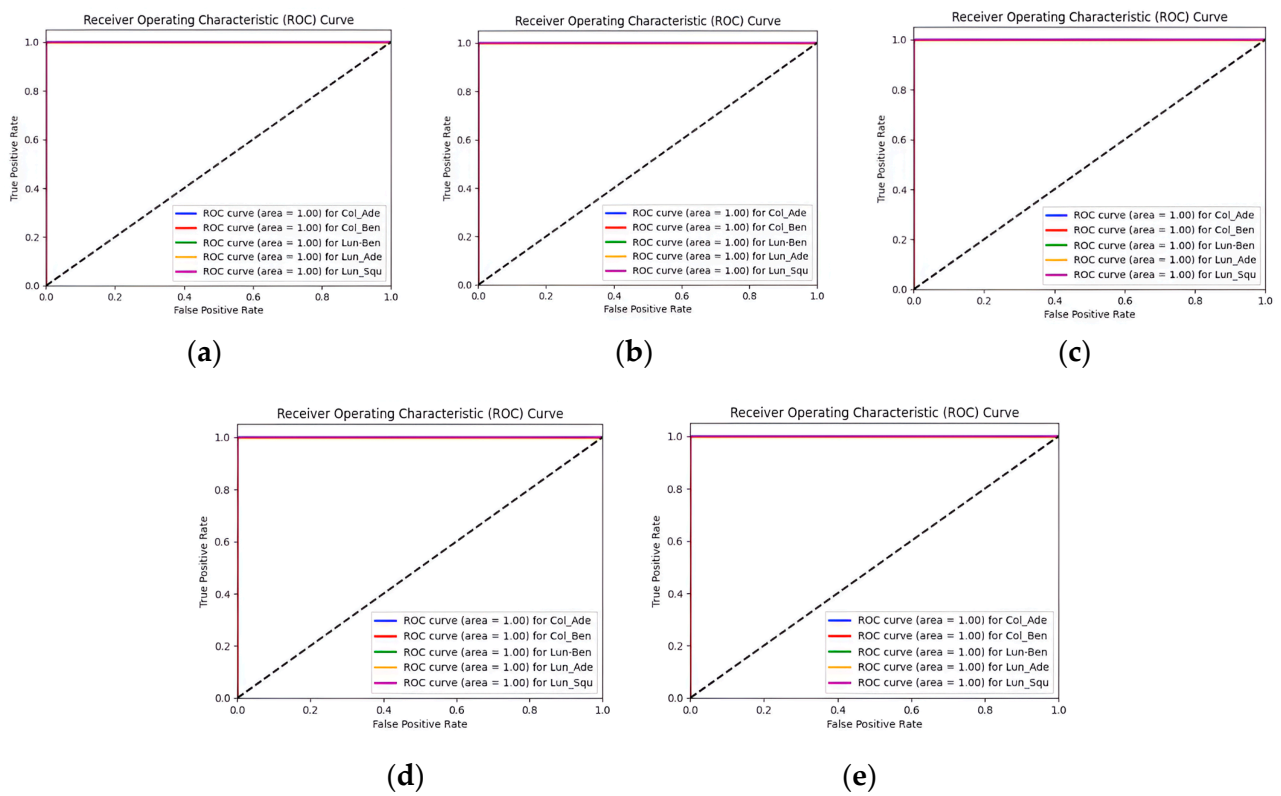 Receiver Operating Characteristic (ROC) Curve
True Positive Rate
1.0
0.8
0.6
0.4
0.2
0.0
ROC curve (area = 1.00) for Col_Ade
ROC curve (area = 1.00) for Col_Ben
ROC curve (area = 1.00) for Lun-Ben
ROC curve (area = 1.00) for Lun_Ade
ROC curve (area = 1.00) for Lun_Squ
0.0 0.2 0.4 0.6 0.8 1.0
False Positive Rate
(a)
Receiver Operating Characteristic (ROC) Curve
True Positive Rate
1.0
0.8
0.6
0.4
0.2
0.0
ROC curve (area = 1.00) for Col_Ade
ROC curve (area = 1.00) for Col_Ben
ROC curve (area = 1.00) for Lun-Ben
ROC curve (area = 1.00) for Lun_Ade
ROC curve (area = 1.00) for Lun_Squ
0.0 0.2 0.4 0.6 0.8 1.0
False Positive Rate
(b)
Receiver Operating Characteristic (ROC) Curve
True Positive Rate
1.0
0.8
0.6
0.4
0.2
0.0
ROC curve (area = 1.00) for Col_Ade
ROC curve (area = 1.00) for Col_Ben
ROC curve (area = 1.00) for Lun-Ben
ROC curve (area = 1.00) for Lun_Ade
ROC curve (area = 1.00) for Lun_Squ
0.0 0.2 0.4 0.6 0.8 1.0
False Positive Rate
(c)
Receiver Operating Characteristic (ROC) Curve
True Positive Rate
1.0
0.8
0.6
0.4
0.2
0.0
ROC curve (area = 1.00) for Col_Ade
ROC curve (area = 1.00) for Col_Ben
ROC curve (area = 1.00) for Lun-Ben
ROC curve (area = 1.00) for Lun_Ade
ROC curve (area = 1.00) for Lun_Squ
0.0 0.2 0.4 0.6 0.8 1.0
False Positive Rate
(d)
Receiver Operating Characteristic (ROC) Curve
True Positive Rate
1.0
0.8
0.6
0.4
0.2
0.0
ROC curve (area = 1.00) for Col_Ade
ROC curve (area = 1.00) for Col_Ben
ROC curve (area = 1.00) for Lun-Ben
ROC curve (area = 1.00) for Lun_Ade
ROC curve (area = 1.00) for Lun_Squ
0.0 0.2 0.4 0.6 0.8 1.0
False Positive Rate
(e)